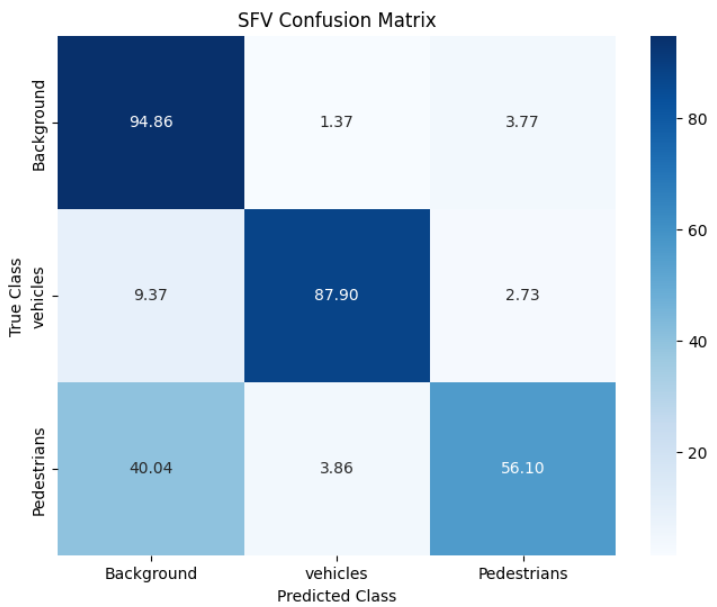 SFV Confusion Matrix
Background
94.86
1.37
3.77
80
60
True Class
vehicles
9.37
87.90
2.73
40
Pedestrians
40.04
3.86
56.10
20
Background
vehicles
Pedestrians
Predicted Class